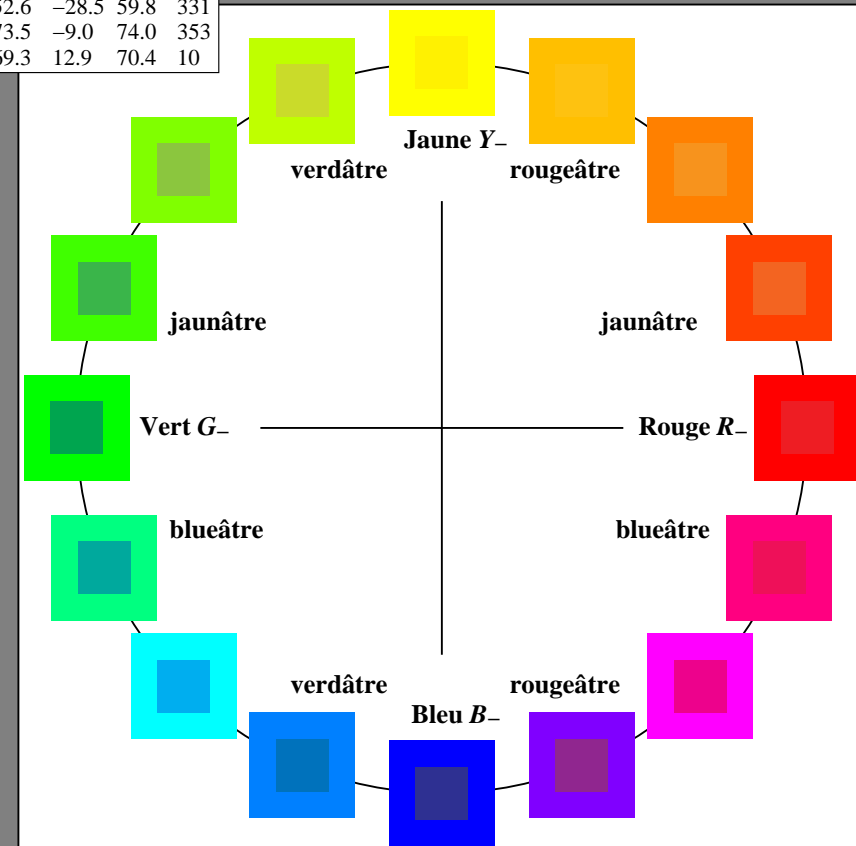 −28.5 59.8 331
−9.0 74.0 353
12.9 70.4 10
Jaune Y–
verdâtre rougeâtre
jaunâtre jaunâtre
Vert G– Rouge R–
blueâtre blueâtre
verdâtre rougeâtre
Bleu B–